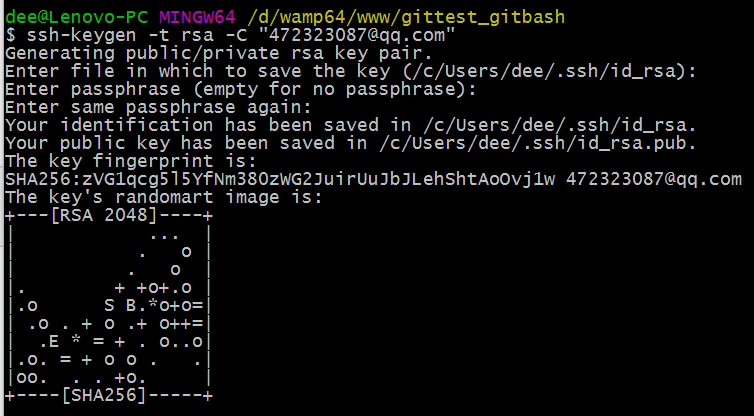 dee@Lenovo-PC MINGW64 /d/wamp64/www/gittest_gitbash
$ ssh-keygen -t rsa -C "472323087@qq.com"
Generating public/private rsa key pair.
Enter file in which to save the key (/c/Users/dee/.ssh/id_rsa):
Enter passphrase (empty for no passphrase):
Enter same passphrase again:
Your identification has been saved in /c/Users/dee/.ssh/id_rsa.
Your public key has been saved in /c/Users/dee/.ssh/id_rsa.pub.
The key fingerprint is:
SHA256:zVG1qcg5l5YfNm380zWG2JuirUuJbJLehShtAoOvj1w 472323087@qq.com
The key's randomart image is:
+---[RSA 2048]----+
|            ...  |
|           .   o |
|          .   o  |
|.        + +o+.o |
|.o      S B.*o+o=|
| .o . + o .+ o++=|
|  .E * = + . o..o|
|.o. = + o o .   .|
|oo.  . . +o.     |
+----[SHA256]-----+